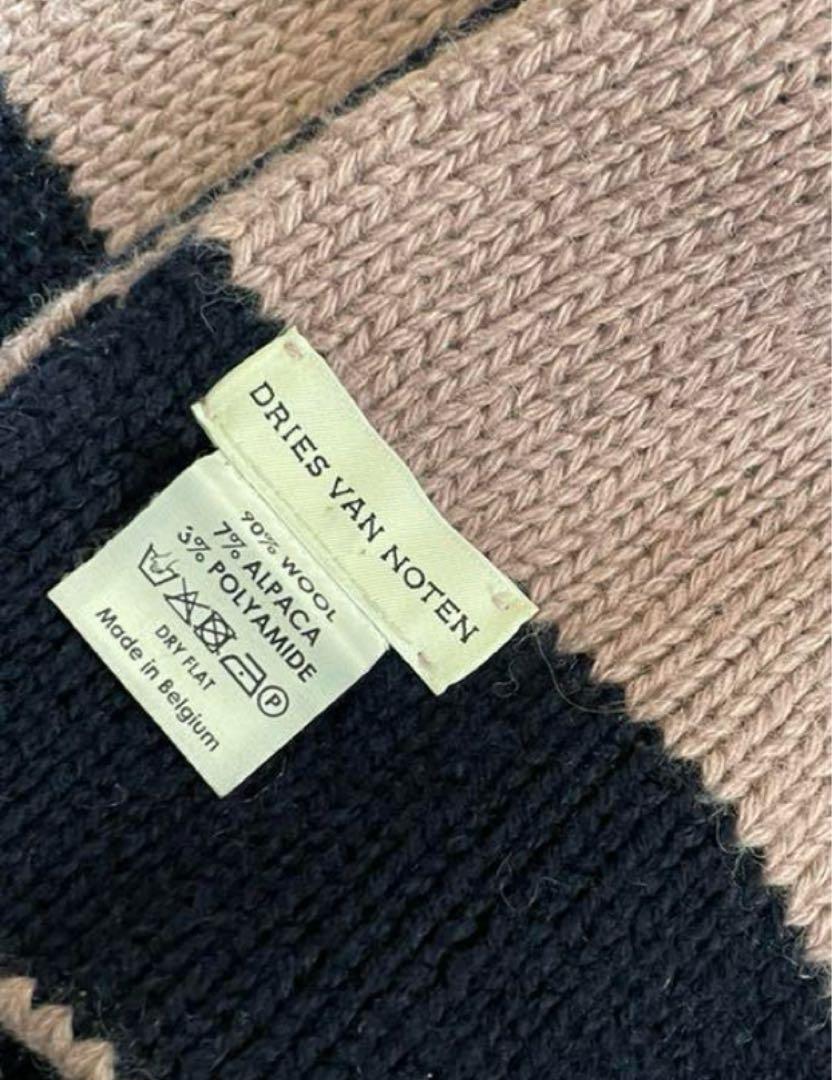 DRIES VAN NOTEN
90% WOOL
7% ALPACA
3% POLYAMIDE
P
DRY FLAT
Made in Belgium